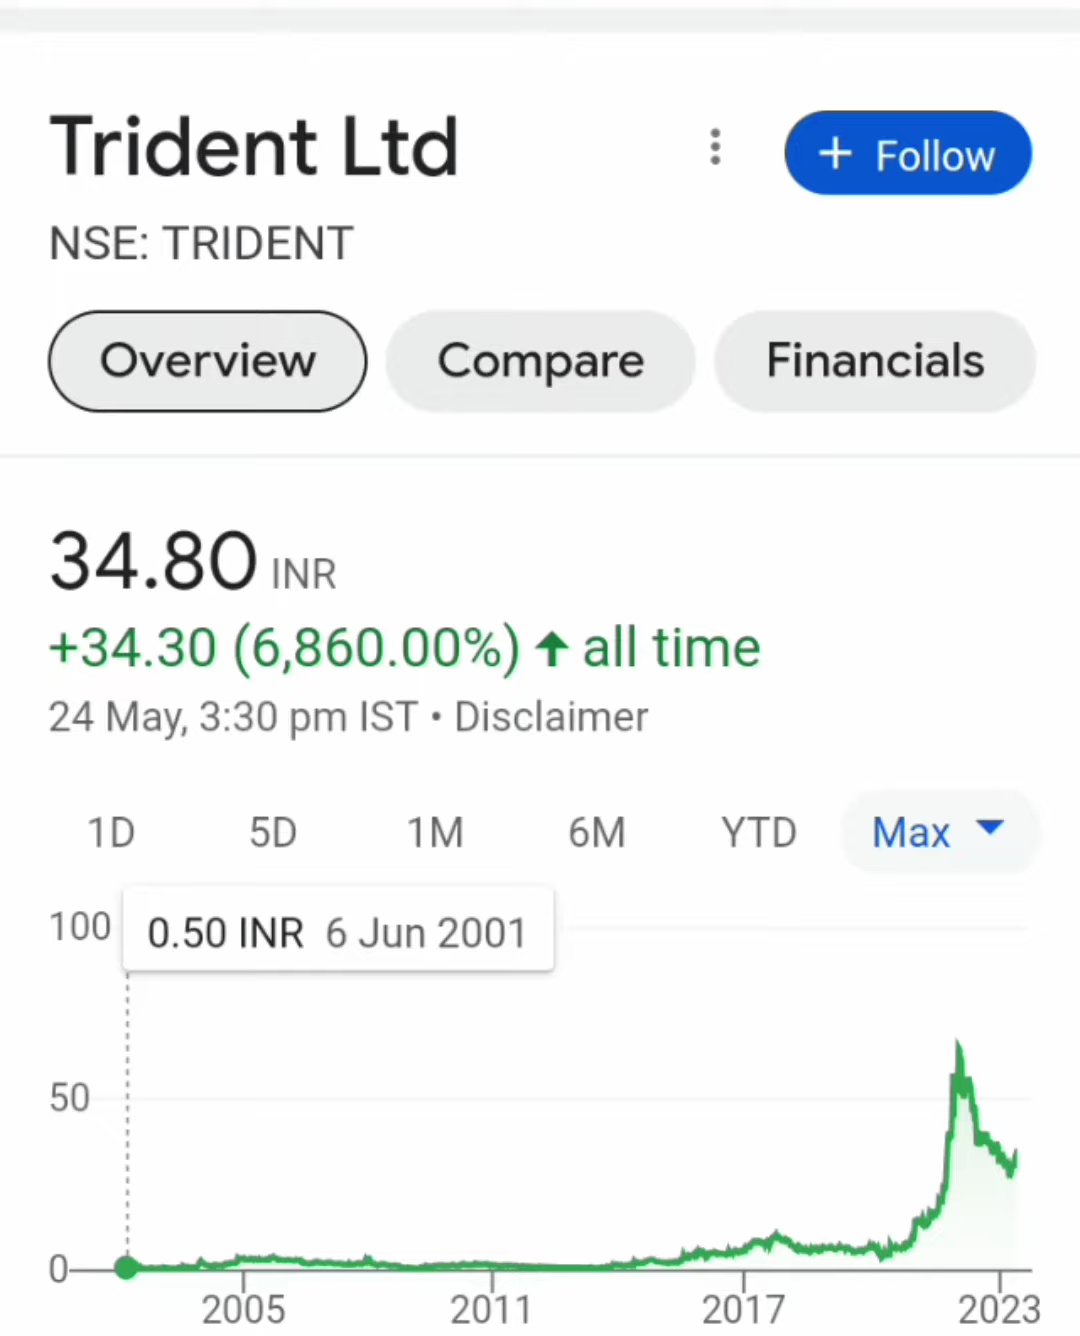 Trident Ltd
+ Follow
NSE: TRIDENT
Overview
Compare
Financials
34.80 INR
+34.30 (6,860.00%) ↑ all time
24 May, 3:30 pm IST • Disclaimer
1D 5D 1M 6M YTD Max
100
0.50 INR 6 Jun 2001
50
0
2005 2011 2017 2023